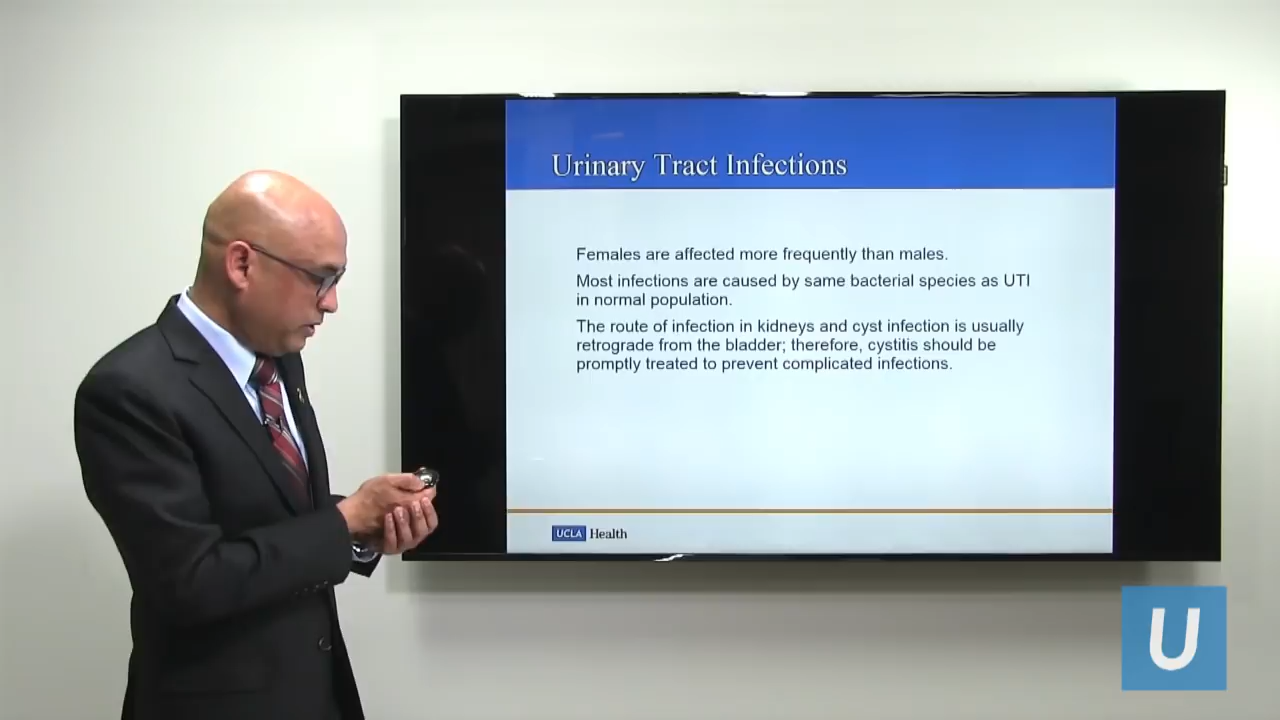 Urinary Tract Infections
Females are affected more frequently than males.
Most infections are caused by same bacterial species as UTI
in normal population.
The route of infection in kidneys and cyst infection is usually
retrograde from the bladder; therefore, cystitis should be
promptly treated to prevent complicated infections.
UCLA Health
U